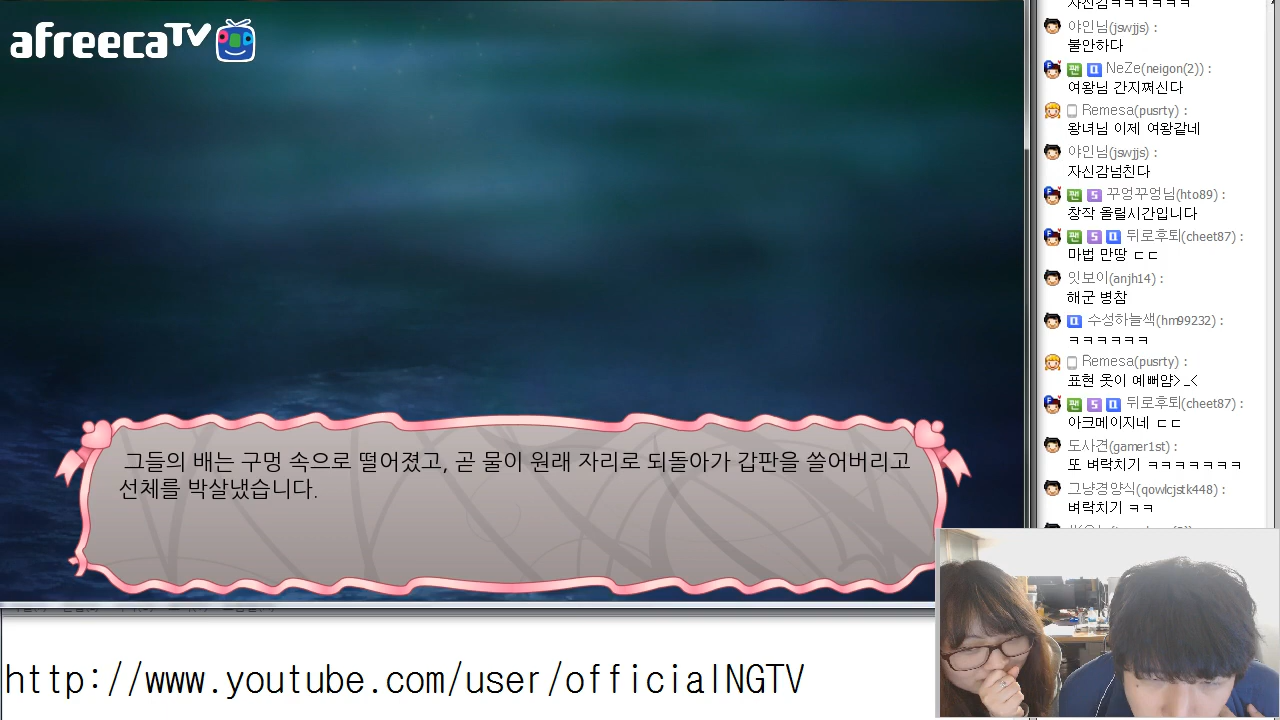 afreecaTV
그들의 배는 구멍 속으로 떨어졌고, 곧 물이 원래 자리로 되돌아가 갑판을 쓸어버리고
선체를 박살냈습니다.
http://www.youtube.com/user/officialNGTV
야인님(jswjjs) :
불안하다
팬 NeZe(neigon(2)) :
여왕님 간지쩌신다
Remesa(pusrty) :
왕녀님 이제 여왕같네
야인님(jswjjs) :
자신감넘친다
팬 S 꾸엉꾸엉님(hto89) :
창작 올릴시간입니다
팬 S 뒤로후퇴(cheet87) :
마법 만땅 ㄷㄷ
잇보이(anjh14) :
해군 병참
수성하늘색(hm99232) :
ㅋㅋㅋㅋㅋㅋ
Remesa(pusrty) :
표현 옷이 예뻐얌>_<
팬 S 뒤로후퇴(cheet87) :
아크메이지네 ㄷㄷ
도사견(gamer1st) :
또 벼락치기 ㅋㅋㅋㅋㅋㅋㅋ
그냥경양식(qowlcjstk448) :
벼락치기 ㅋㅋ